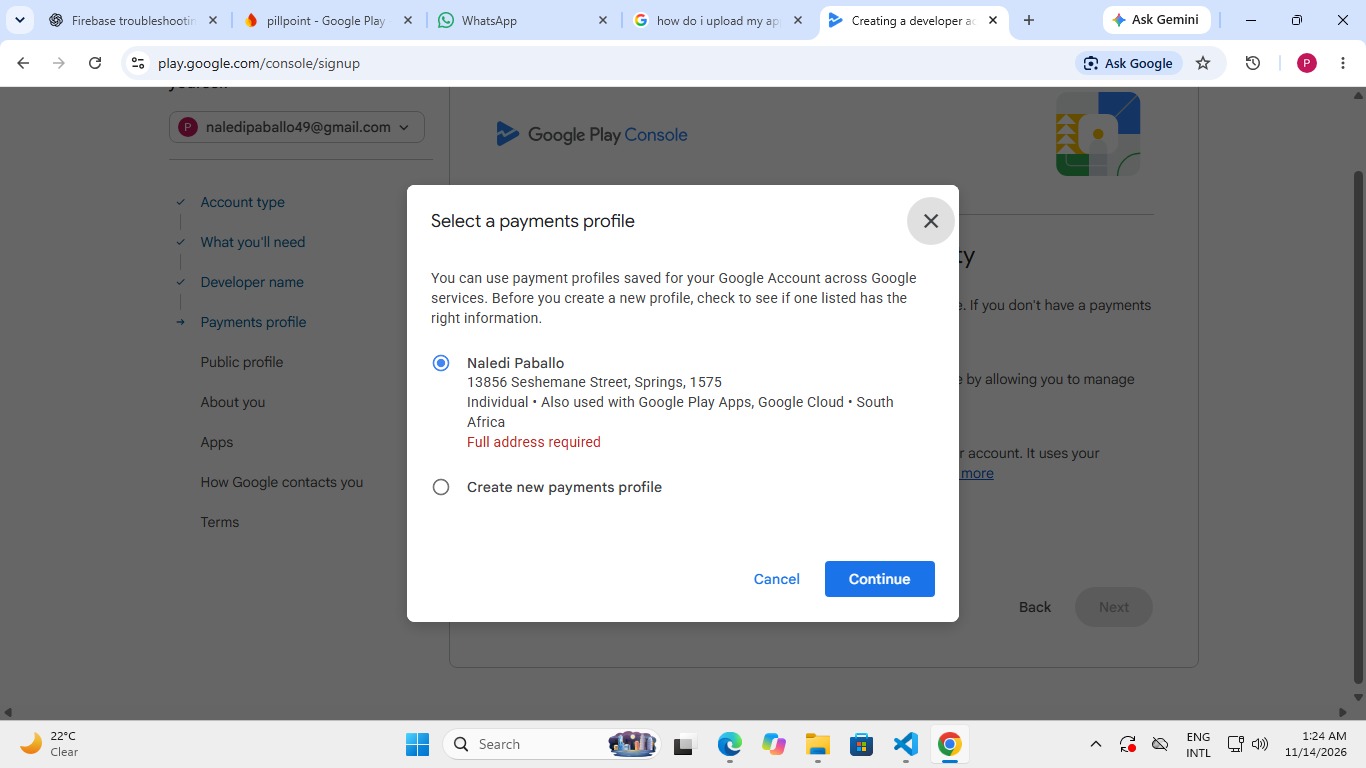 Firebase troubleshootin
pillpoint - Google Play
WhatsApp
how do i upload my ap
Creating a developer ac
Ask Gemini
play.google.com/console/signup
Ask Google
P
P
naledipaballo49@gmail.com
Google Play Console
Account type
What you'll need
Developer name
Payments profile
Public profile
About you
Apps
How Google contacts you
Terms
Select a payments profile
You can use payment profiles saved for your Google Account across Google
services. Before you create a new profile, check to see if one listed has the
right information.
Naledi Paballo
13856 Seshemane Street, Springs, 1575
Individual • Also used with Google Play Apps, Google Cloud • South
Africa
Full address required
Create new payments profile
Cancel
Continue
e. If you don't have a payments
e by allowing you to manage
r account. It uses your
more
Back
Next
22°C
Clear
Search
ENG
INTL
1:24 AM
11/14/2026